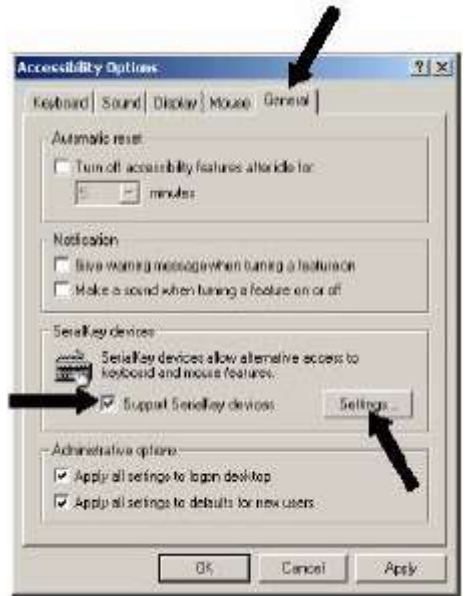 Accessibility Options
Keyboard Sound Display Mouse General
Automatic reset
Turn off accessibility features after idle for:
5 minutes
Notification
Give warning message when turning a feature on
Make a sound when turning a feature on or off
SerialKey devices
SerialKey devices allow alternative access to
keyboard and mouse features.
Support SerialKey devices Settings...
Administrative options
Apply all settings to logon desktop
Apply all settings to defaults for new users
OK Cancel Apply